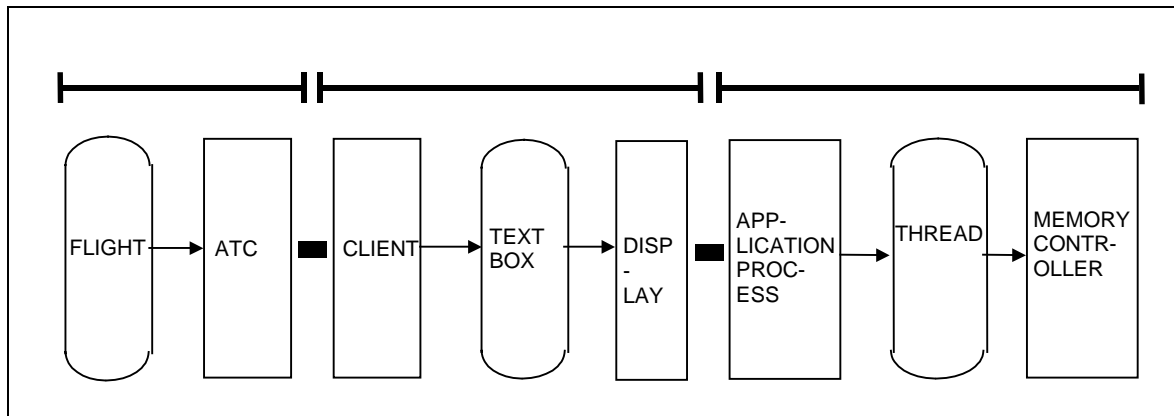 FLIGHT
ATC
CLIENT
TEXT
BOX
DISP
-
LAY
APP-
LICATION
PROC-
ESS
THREAD
MEMORY
CONTR-
OLLER